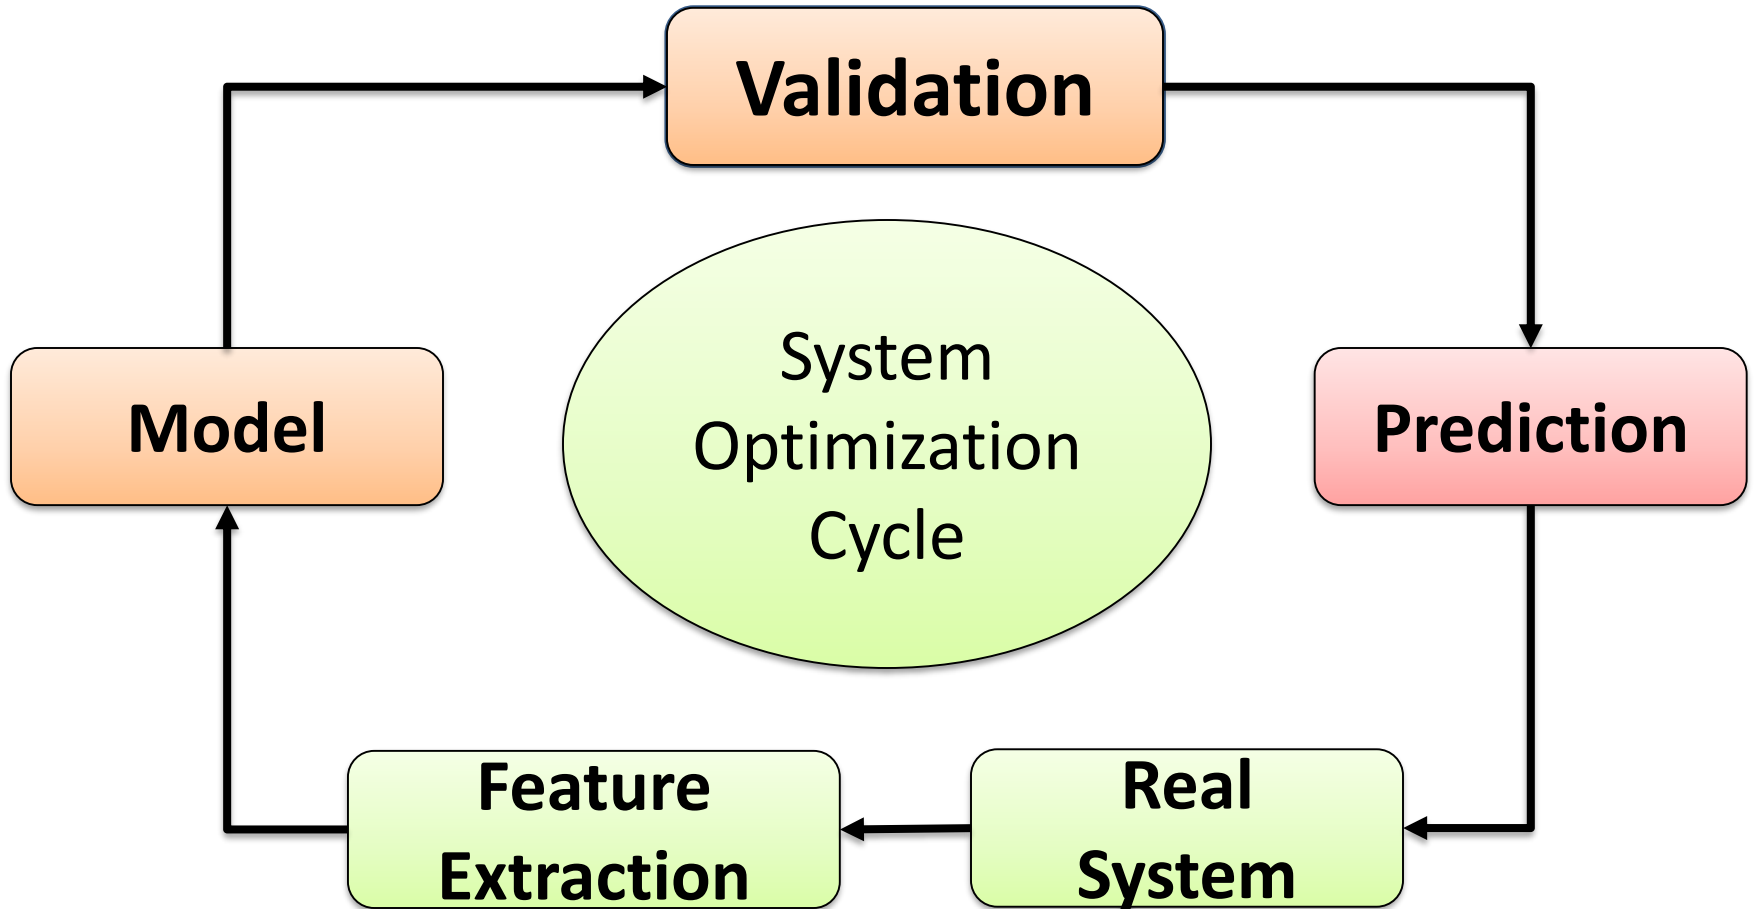 Validation
Model
System
Optimization
Cycle
Prediction
Feature
Extraction
Real
System